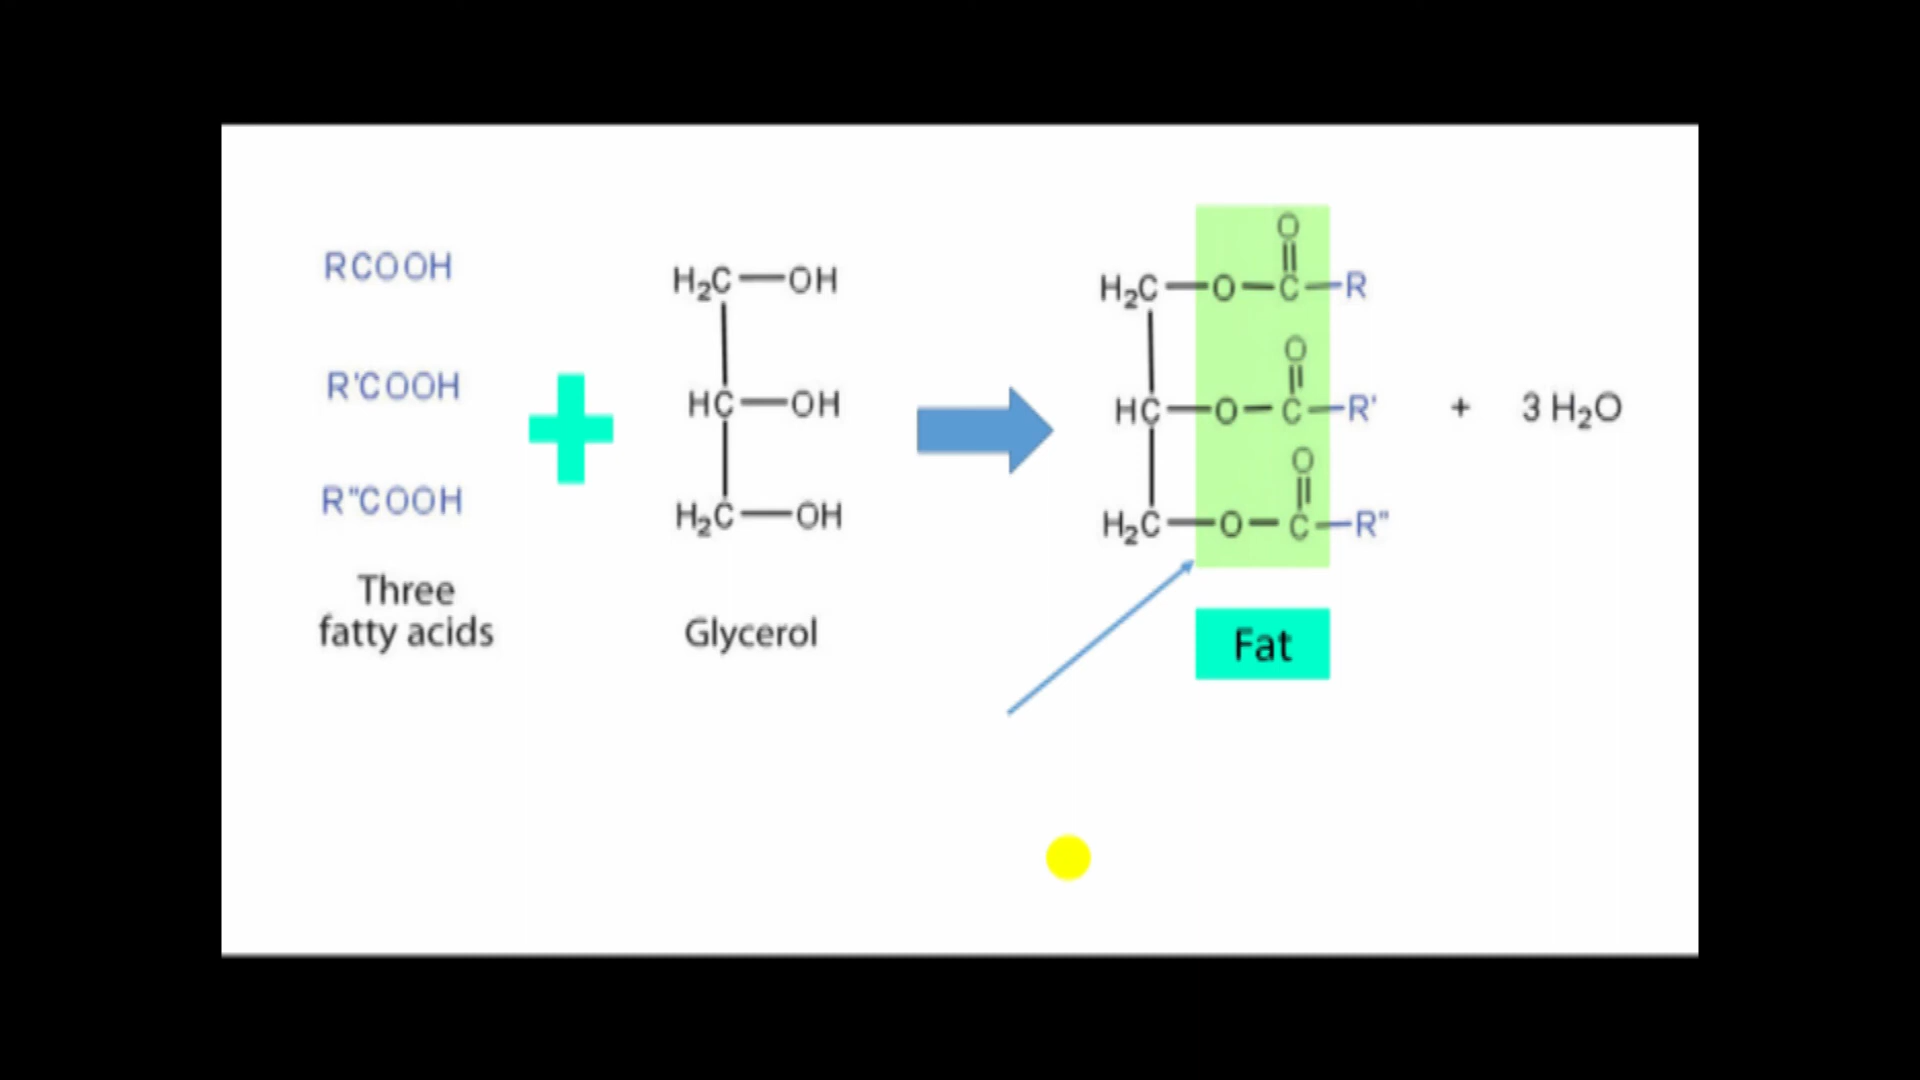 RCOOH
R'COOH
R"COOH
Three
fatty acids
H₂C—OH
HC—OH
H₂C—OH
Glycerol
O
H₂C—O—C—R
O
HC—O—C—R'
O
H₂C—O—C—R"
Fat
+ 3 H₂O